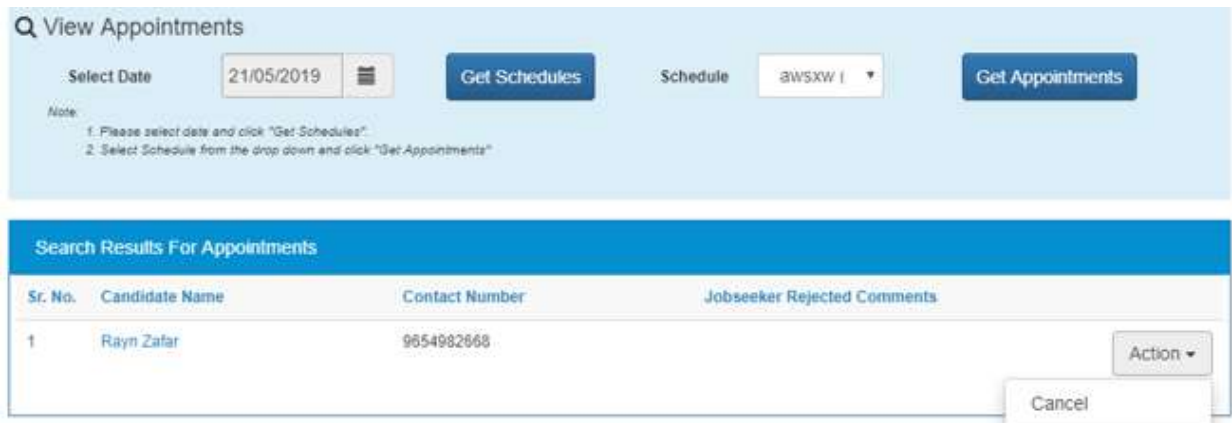 View Appointments
Select Date 21/05/2019 Get Schedules Schedule awsxw ( Get Appointments
Note:
1. Please select date and click "Get Schedules".
2. Select Schedule from the drop down and click "Get Appointments"
Search Results For Appointments
Sr. No. Candidate Name Contact Number Jobseeker Rejected Comments
1 Rayn Zafar 9654982668 Action
Cancel